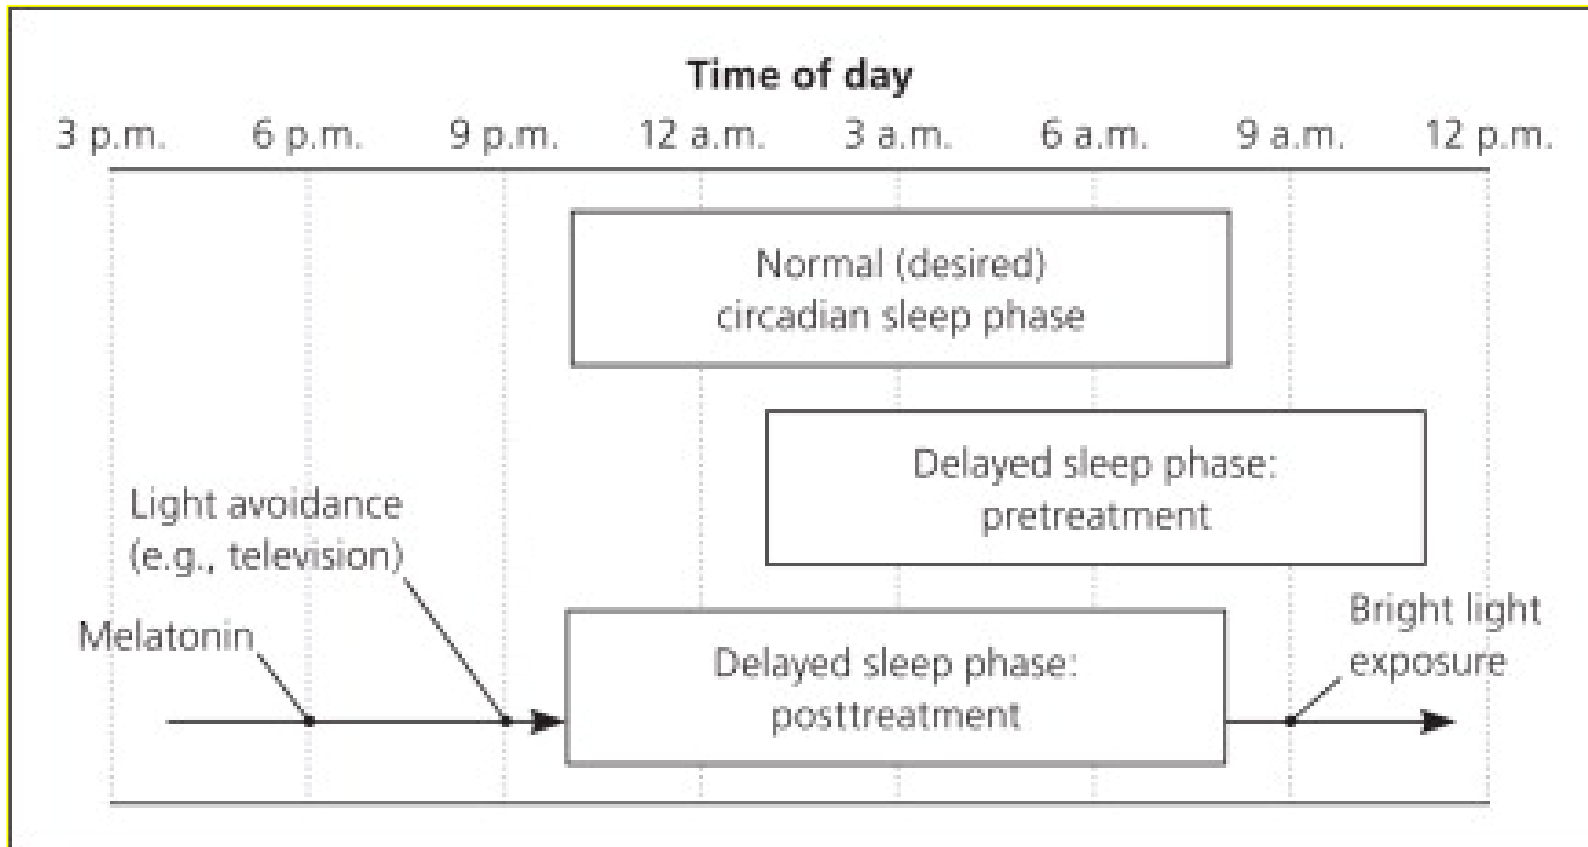 Time of day
3 p.m. 6 p.m. 9 p.m. 12 a.m. 3 a.m. 6 a.m. 9 a.m. 12 p.m.
Normal (desired)
circadian sleep phase
Delayed sleep phase:
pretreatment
Light avoidance
(e.g., television)
Melatonin
Delayed sleep phase:
posttreatment
Bright light
exposure